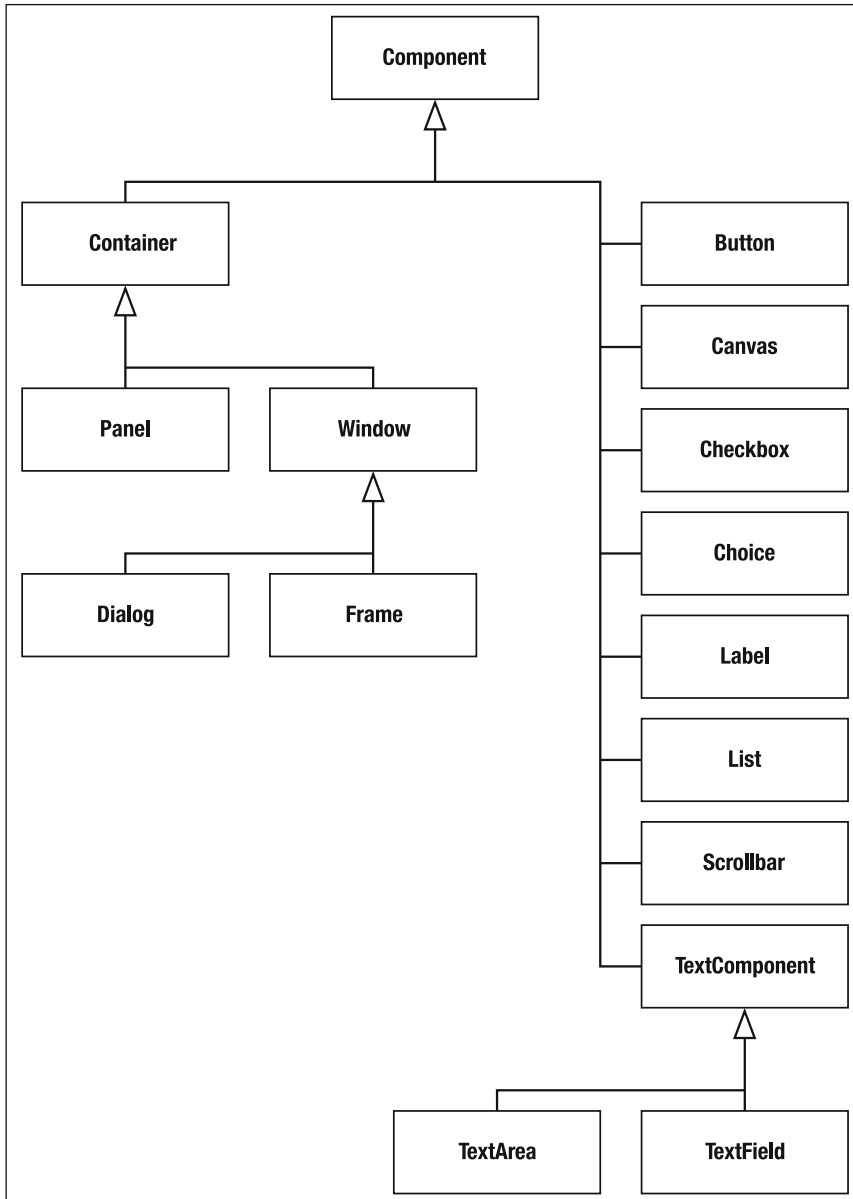 Component
Container
Button
Canvas
Panel
Window
Checkbox
Choice
Dialog
Frame
Label
List
Scrollbar
TextComponent
TextArea
TextField